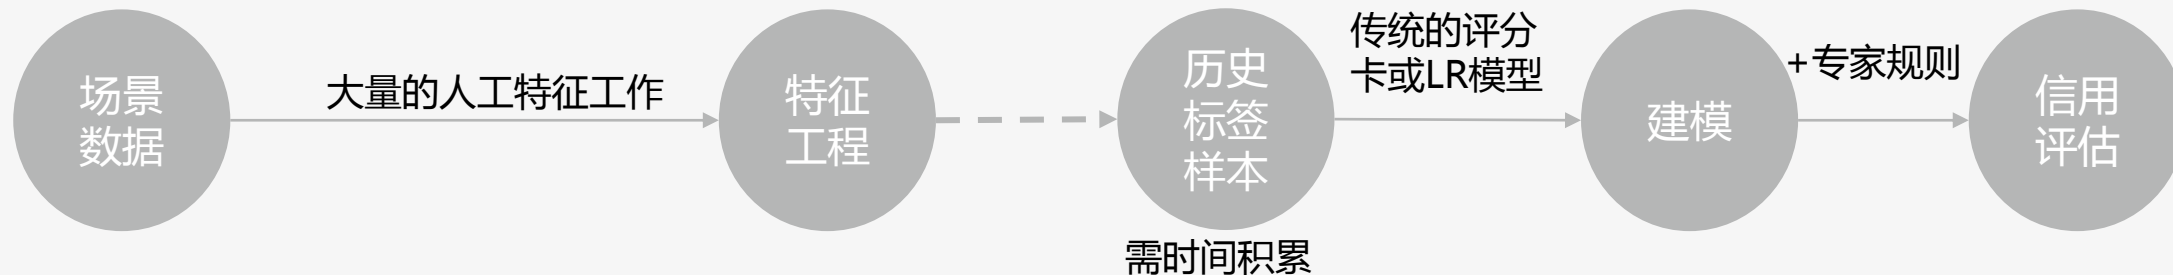 场景
数据
大量的人工特征工作
特征
工程
历史
标签
样本
需时间积累
传统的评分
卡或LR模型
建模
+专家规则
信用
评估